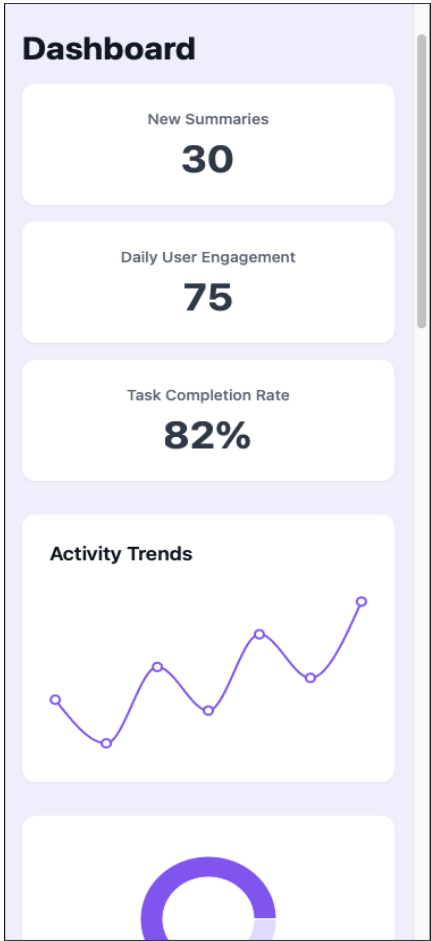 Dashboard
New Summaries
30
Daily User Engagement
75
Task Completion Rate
82%
Activity Trends